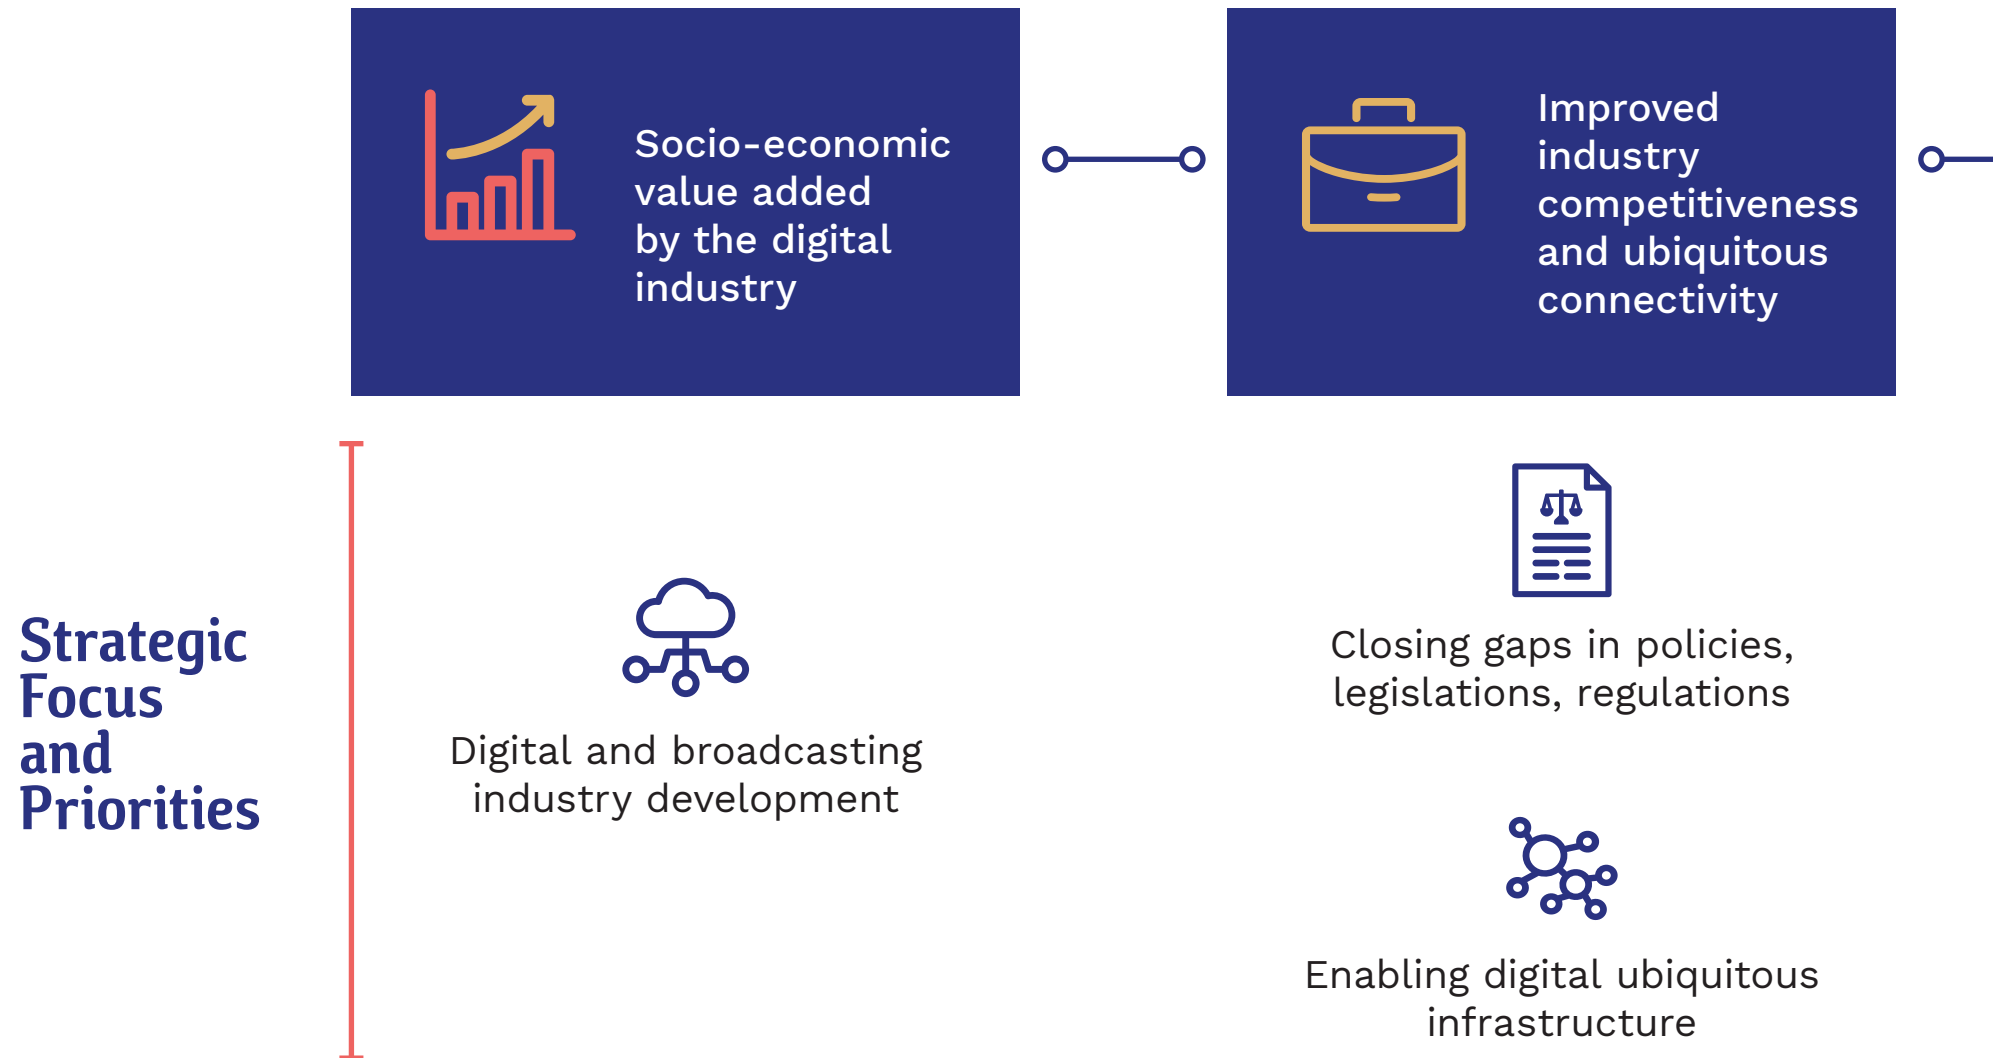 Socio-economic
value added
by the digital
industry
Improved
industry
competitiveness
and ubiquitous
connectivity
Strategic
Focus
and
Priorities
Digital and broadcasting
industry development
Closing gaps in policies,
legislations, regulations
Enabling digital ubiquitous
infrastructure